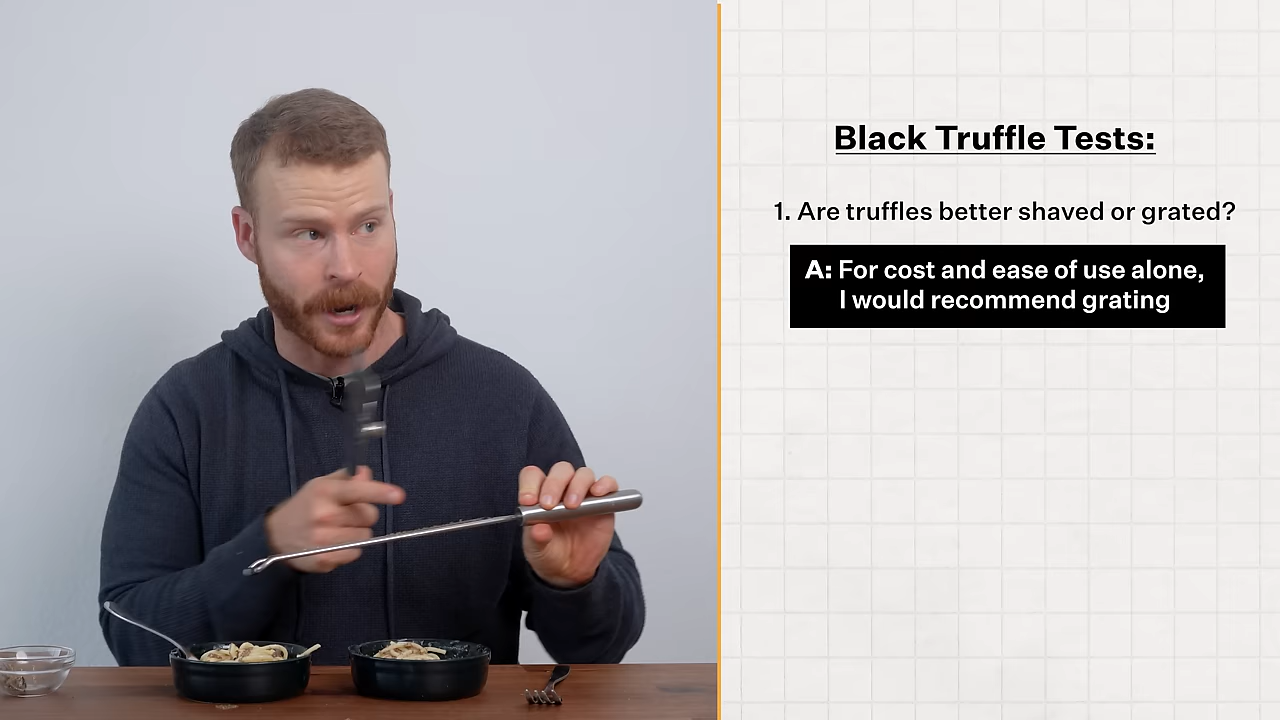 Black Truffle Tests:
1. Are truffles better shaved or grated?
A: For cost and ease of use alone,
I would recommend grating